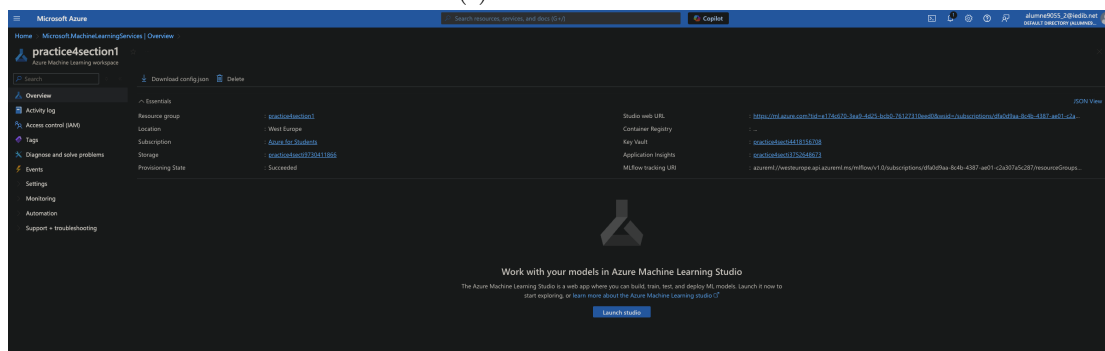 Microsoft Azure
Search resources, services, and docs (G+/)
Copilot
alumne9055_2@iedib.net
DEFAULT DIRECTORY (ALUMNE9...
Home
Microsoft.MachineLearningServices | Overview
practice4section1
Azure Machine Learning workspace
Search
Download config.json
Delete
Overview
Activity log
Access control (IAM)
Tags
Diagnose and solve problems
Events
Settings
Monitoring
Automation
Support + troubleshooting
Essentials
JSON View
Resource group : practice4section1
Location : West Europe
Subscription : Azure for Students
Storage : practice4secti9730411866
Provisioning State : Succeeded
Studio web URL
Container Registry : ...
Key Vault : practice4secti4418156708
Application Insights : practice4secti3752648673
MLflow tracking URI
Work with your models in Azure Machine Learning Studio
The Azure Machine Learning Studio is a web app where you can build, train, test, and deploy ML models. Launch it now to
start exploring, or learn more about the Azure Machine Learning studio
Launch studio